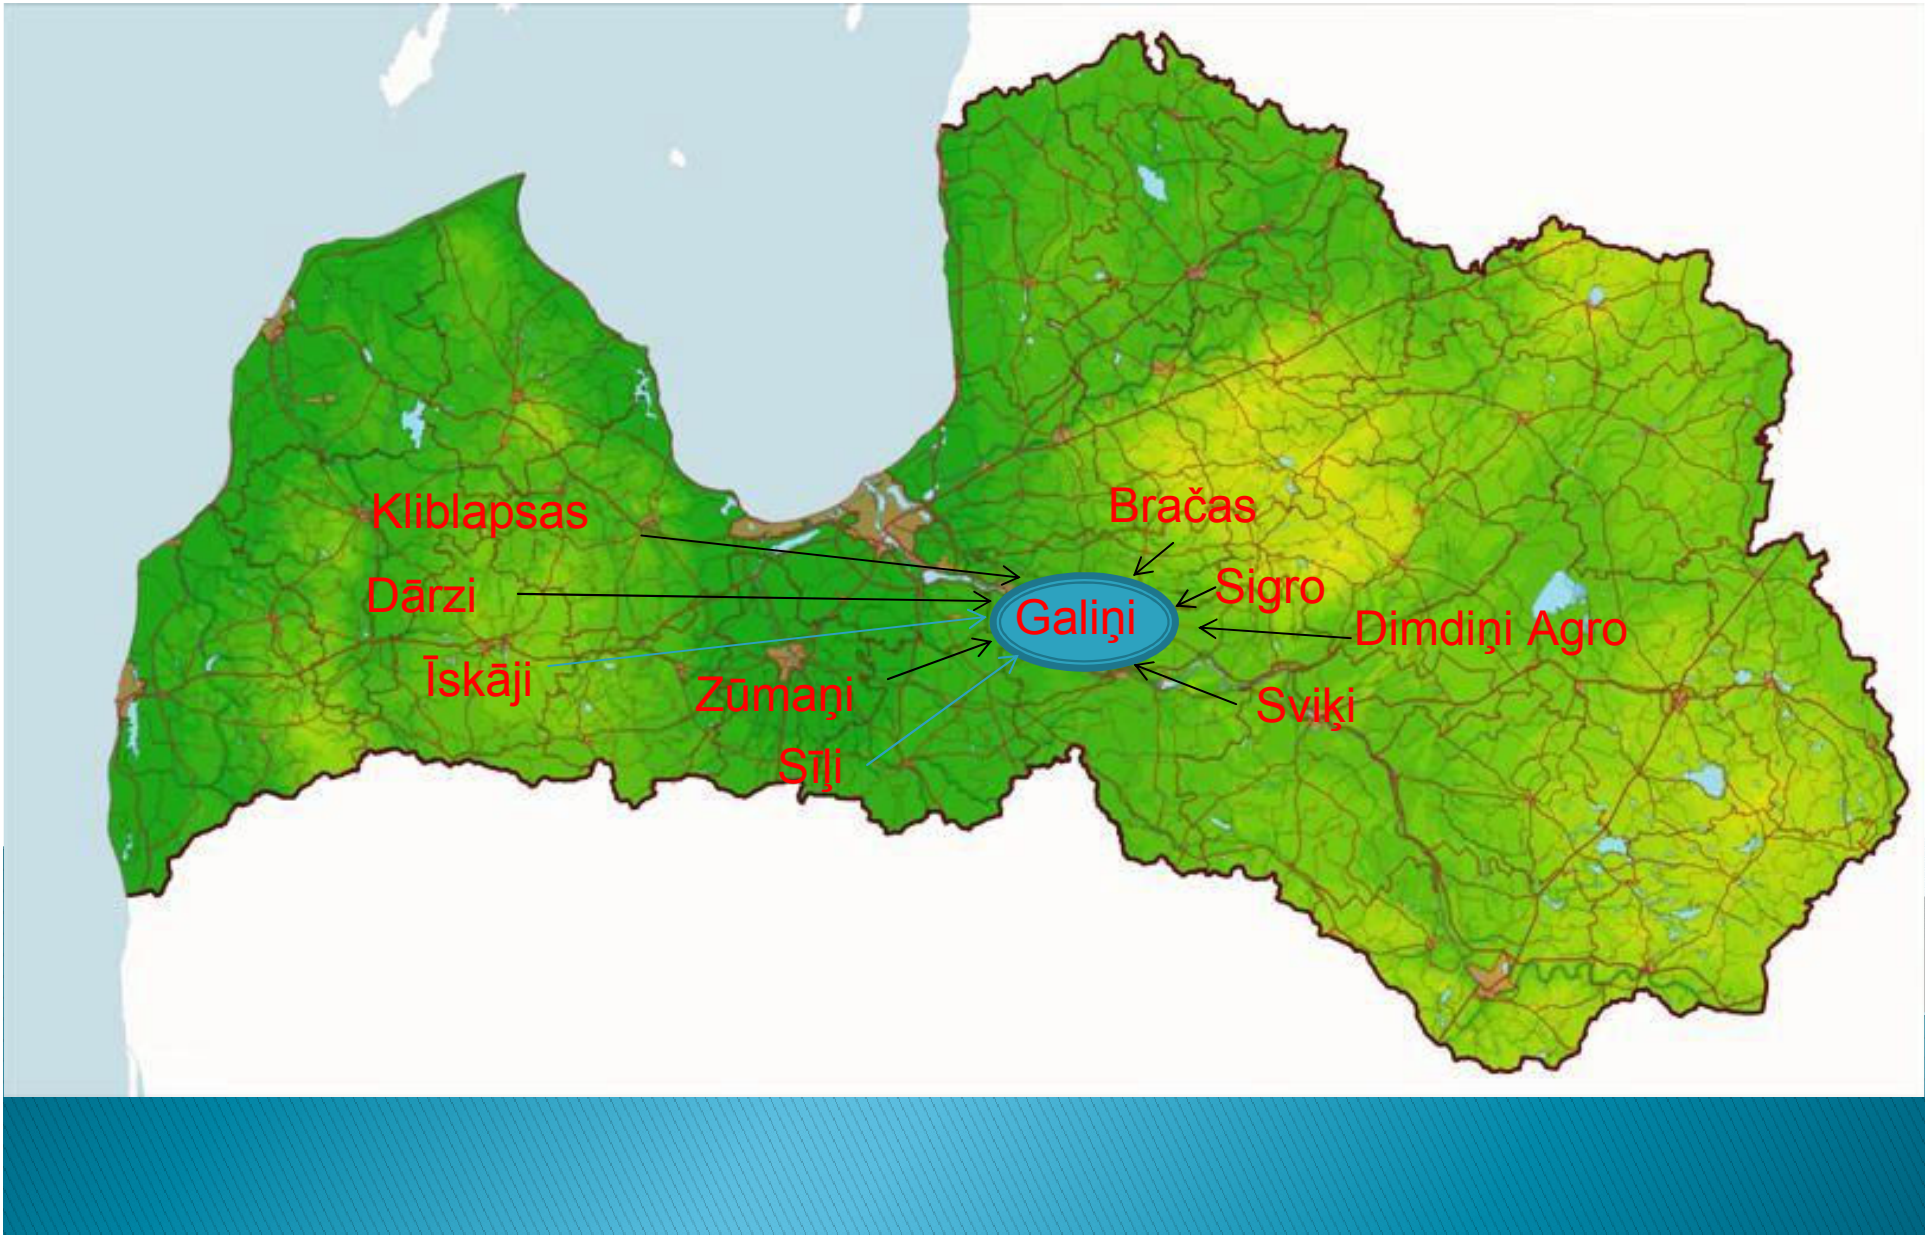 Kliblapsas
Bračas
Dārzi
Sigro
Galiņi
Dimdiņi Agro
Īskāji
Zūmaņi
Sviķi
Sīļi